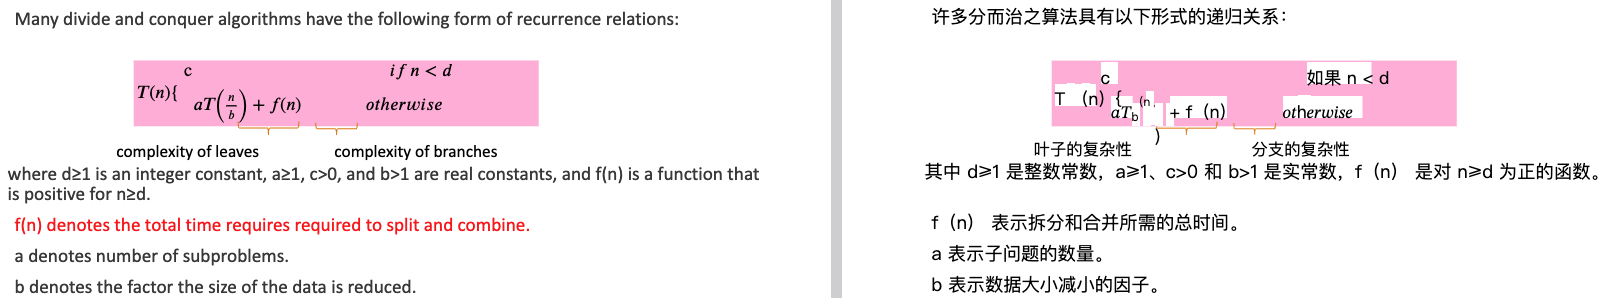 Many divide and conquer algorithms have the following form of recurrence relations:
c if n < d
T(n){
aT(n/b) + f(n) otherwise
complexity of leaves complexity of branches
where d≥1 is an integer constant, a≥1, c>0, and b>1 are real constants, and f(n) is a function that
is positive for n≥d.
f(n) denotes the total time requires required to split and combine.
a denotes number of subproblems.
b denotes the factor the size of the data is reduced.
许多分而治之算法具有以下形式的递归关系：
c 如果 n < d
T （n）{
aTb （n ） + f （n） otherwise
叶子的复杂性 分支的复杂性
其中 d≥1 是整数常数，a≥1、c>0 和 b>1 是实常数，f（n） 是对 n≥d 为正的函数。
f（n） 表示拆分和合并所需的总时间。
a 表示子问题的数量。
b 表示数据大小减小的因子。